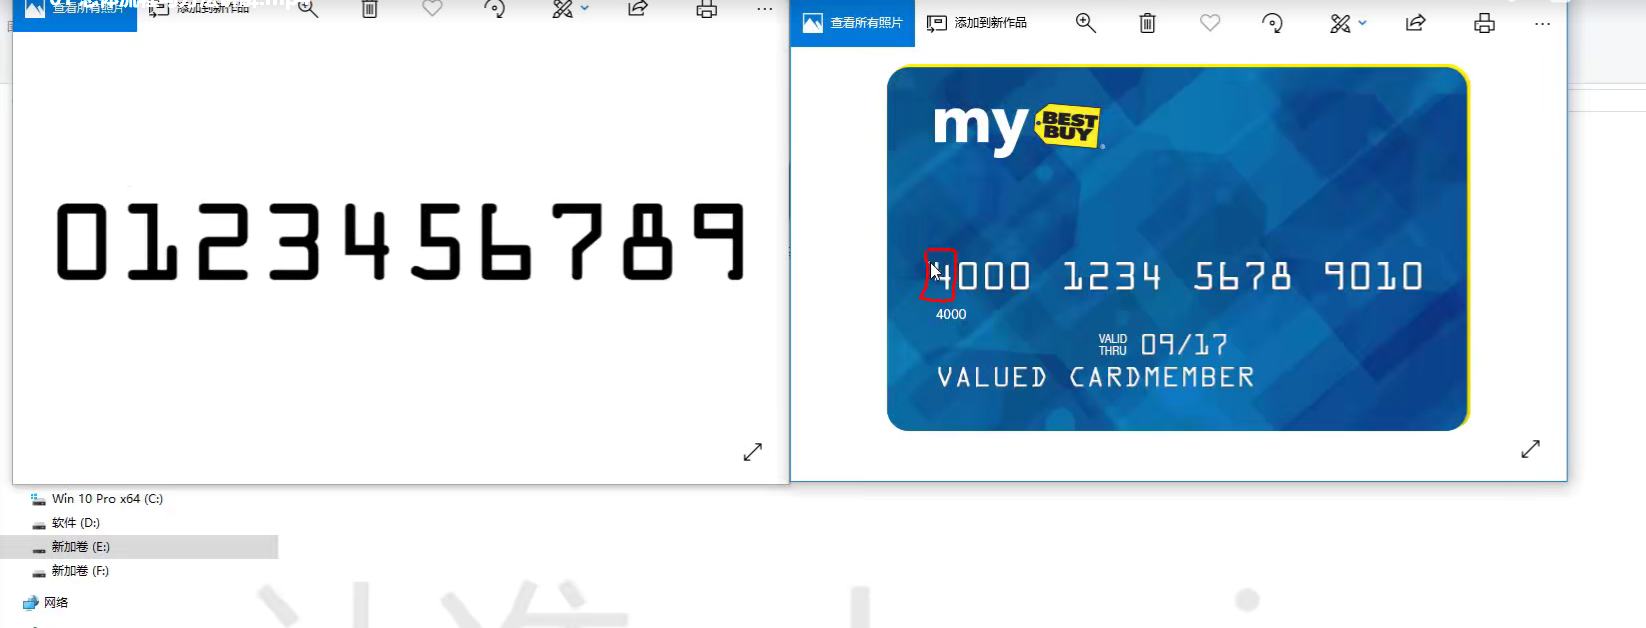 查看所有照片
添加到新作品
查看所有照片
添加到新作品
0123456789
my BEST BUY
4000 1234 5678 9010
4000
VALID THRU 09/17
VALUED CARDMEMBER
Win 10 Pro x64 (C:)
软件 (D:)
新加卷 (E:)
新加卷 (F:)
网络